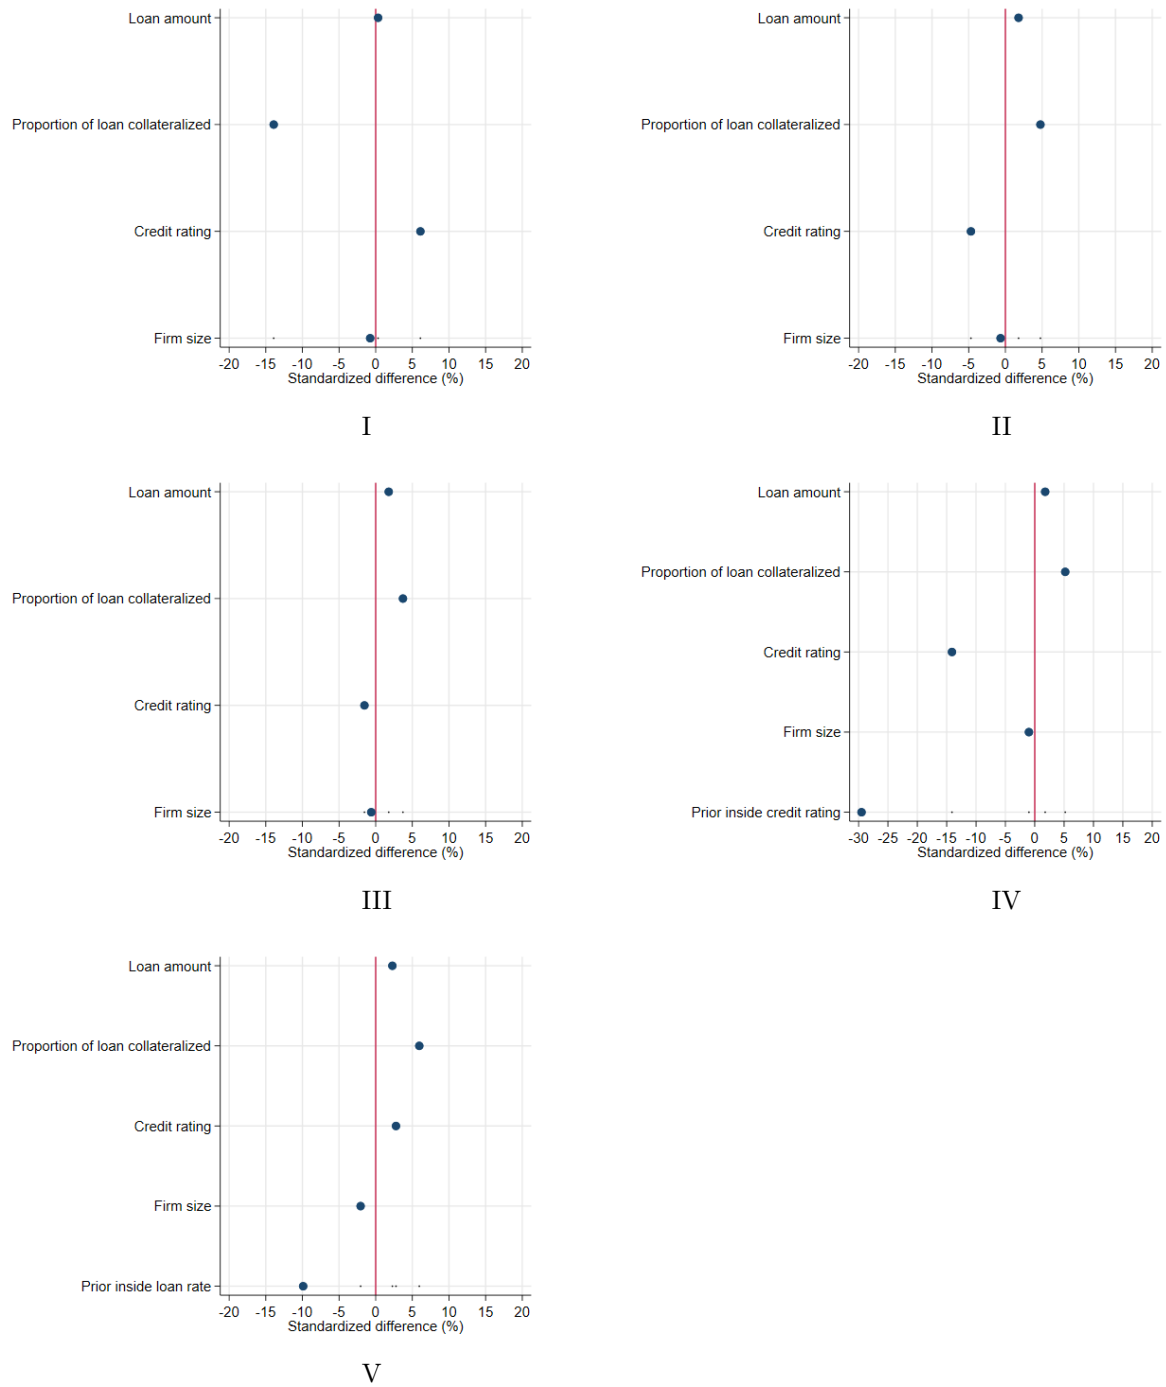 Loan amount
Proportion of loan collateralized
Credit rating
Firm size
-20 -15 -10 -5 0 5 10 15 20
Standardized difference (%)
I
Loan amount
Proportion of loan collateralized
Credit rating
Firm size
-20 -15 -10 -5 0 5 10 15 20
Standardized difference (%)
II
Loan amount
Proportion of loan collateralized
Credit rating
Firm size
-20 -15 -10 -5 0 5 10 15 20
Standardized difference (%)
III
Loan amount
Proportion of loan collateralized
Credit rating
Firm size
Prior inside credit rating
-30 -25 -20 -15 -10 -5 0 5 10 15 20
Standardized difference (%)
IV
Loan amount
Proportion of loan collateralized
Credit rating
Firm size
Prior inside loan rate
-20 -15 -10 -5 0 5 10 15 20
Standardized difference (%)
V